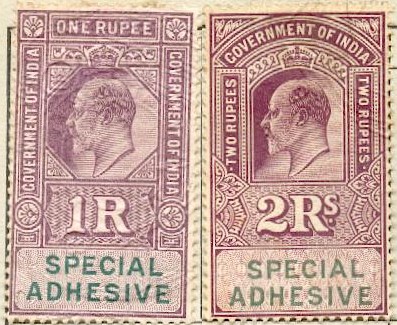 ONE RUPEE
GOVERNMENT OF INDIA
GOVERNMENT OF INDIA
1R
SPECIAL
ADHESIVE
GOVERNMENT OF INDIA
TWO RUPEES
TWO RUPEES
2Rs
SPECIAL
ADHESIVE